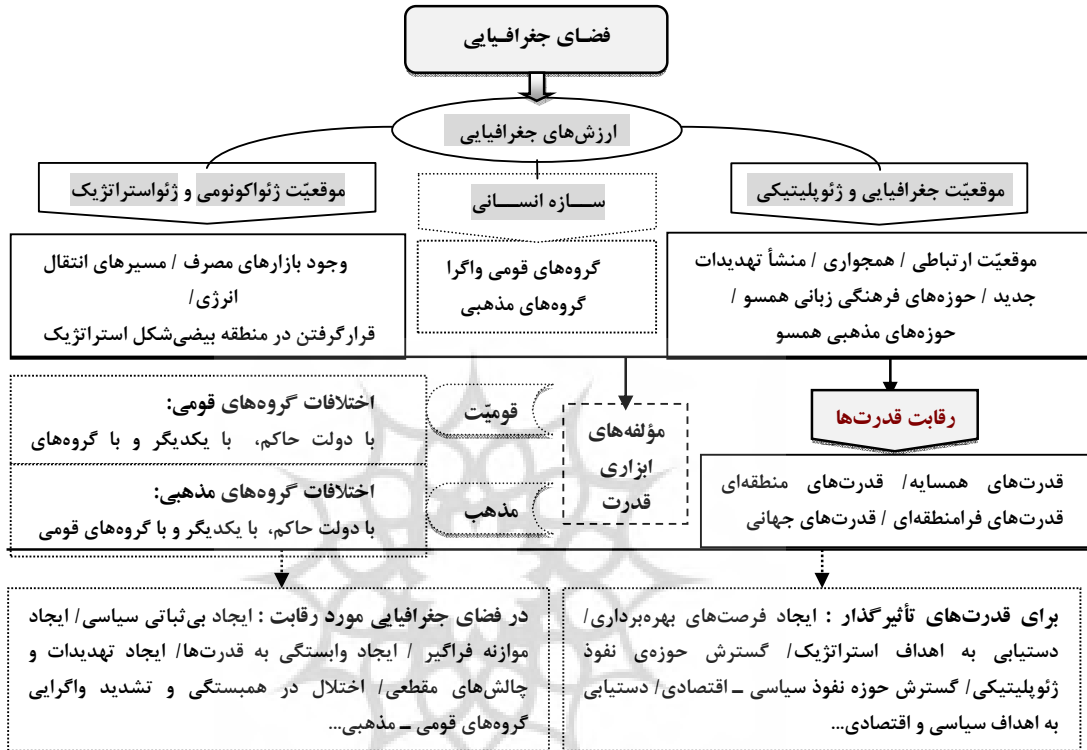 فضـای جغرافـیایی
ارزش‌های جغرافیایی
موقعیّت جغرافیایی و ژئوپلیتیکی
ســـازه انســـــانی
موقعیّت ژئواکونومی و ژئواستراتژیک
موقعیّت ارتباطی / همجواری / منشأ تهدیدات
جدید / حوزه‌های فرهنگی زبانی همسو /
حوزه‌های مذهبی همسو
گروه‌های قومی واگرا
گروه‌های مذهبی
وجود بازارهای مصرف / مسیرهای انتقال
انرژی/
قرارگرفتن در منطقه بیضی‌شکل استراتژیک
رقابت قدرت‌ها
قدرت‌های همسایه/ قدرت‌های منطقه‌ای
قدرت‌های فرامنطقه‌ای / قدرت‌های جهانی
مؤلفه‌های
ابزاری
قدرت
قومیّت
مذهب
اختلافات گروه‌های قومی:
با دولت حاکم، با یکدیگر و با گروه‌های
اختلافات گروه‌های مذهبی:
با دولت حاکم، با یکدیگر و با گروه‌های قومی
برای قدرت‌های تأثیرگذار : ایجاد فرصت‌های بهره‌برداری/
دستیابی به اهداف استراتژیک/ گسترش حوزه‌ی نفوذ
ژئوپلیتیکی/ گسترش حوزه نفوذ سیاسی – اقتصادی/ دستیابی
به اهداف سیاسی و اقتصادی...
در فضای جغرافیایی مورد رقابت : ایجاد بی‌ثباتی سیاسی/ ایجاد
موازنه فراگیر / ایجاد وابستگی به قدرت‌ها/ ایجاد تهدیدات و
چالش‌های مقطعی/ اختلال در همبستگی و تشدید واگرایی
گروه‌های قومی – مذهبی...